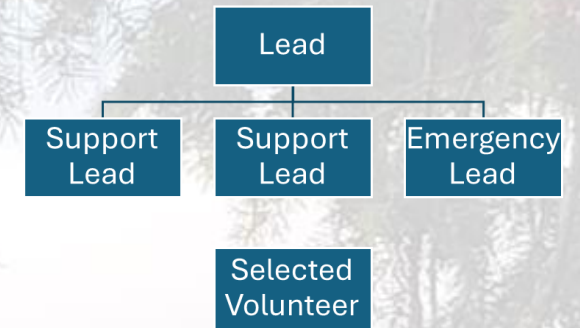 Lead
Support
Lead
Support
Lead
Emergency
Lead
Selected
Volunteer